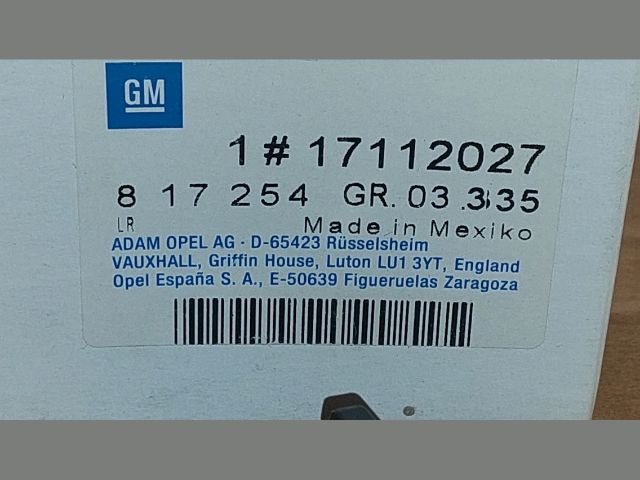 GM
1 # 17112027
8 17 254 GR. 03.335
LR Made in Mexiko
ADAM OPEL AG · D-65423 Rüsselsheim
VAUXHALL, Griffin House, Luton LU1 3YT, England
Opel España S. A., E-50639 Figueruelas Zaragoza